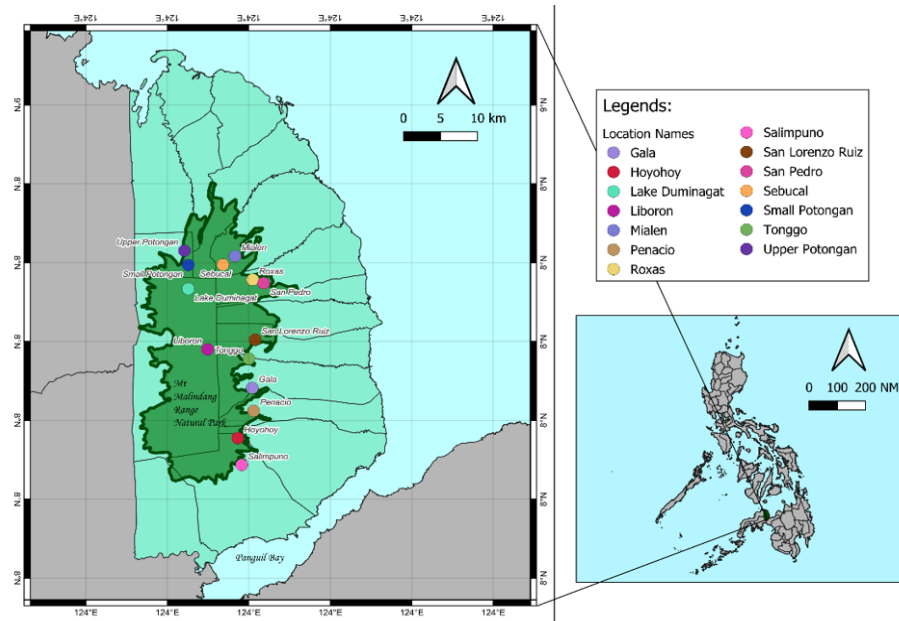 124°E 124°E 124°E 124°E 124°E 124°E
0 5 10 km
9°N 9°N
8°N 8°N
8°N 8°N
8°N 8°N
8°N 8°N
8°N 8°N
8°N 8°N
Upper Potongan
Mialen
Small Potongan
Sebucal
Roxas
Lake Duminagat
San Pedro
San Lorenzo Ruiz
Liboron
Tonggo
Gala
Mt
Malindang
Range
Natural Park
Penacio
Hoyohoy
Salimpuno
Panguil Bay
124°E 124°E 124°E 124°E 124°E 124°E
Legends:
Location Names
Gala
Hoyohoy
Lake Duminagat
Liboron
Mialen
Penacio
Roxas
Salimpuno
San Lorenzo Ruiz
San Pedro
Sebucal
Small Potongan
Tonggo
Upper Potongan
0 100 200 NM